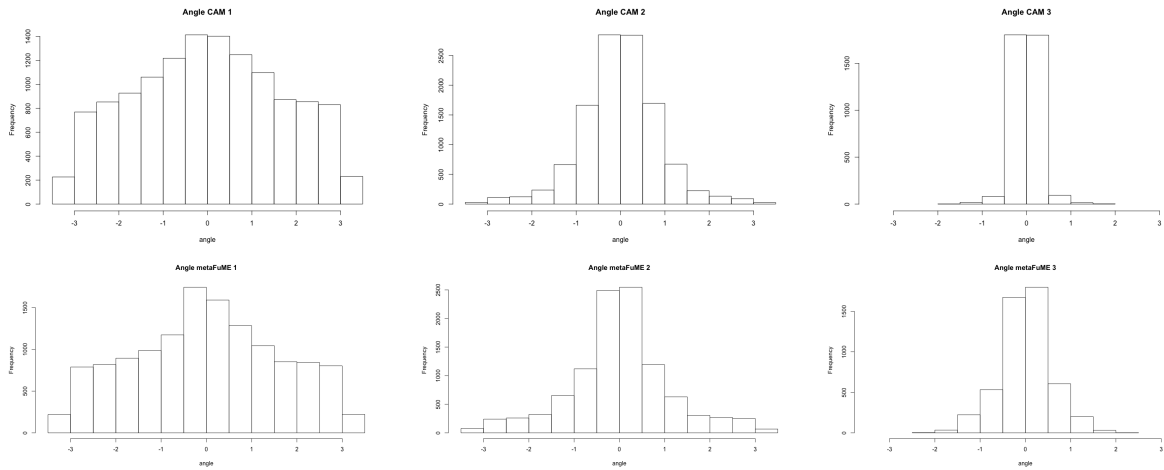 Angle CAM 1
Frequency
1400
1200
1000
800
600
400
200
0
-3 -2 -1 0 1 2 3
angle
Angle CAM 2
Frequency
2500
2000
1500
1000
500
0
-3 -2 -1 0 1 2 3
angle
Angle CAM 3
Frequency
1500
500
0
-3 -2 -1 0 1 2 3
angle
Angle metaFuME 1
Frequency
1500
500
0
-3 -2 -1 0 1 2 3
angle
Angle metaFuME 2
Frequency
2500
2000
1500
1000
500
0
-3 -2 -1 0 1 2 3
angle
Angle metaFuME 3
Frequency
1500
500
0
-3 -2 -1 0 1 2 3
angle